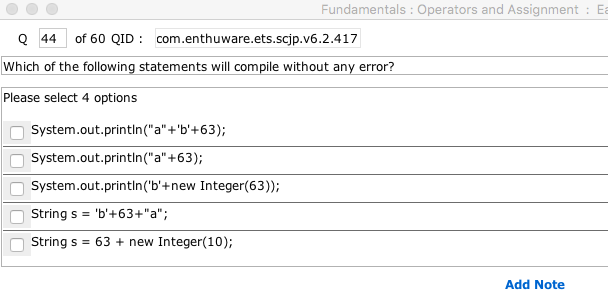 Fundamentals : Operators and Assignment : Ea
Q 44 of 60 QID : com.enthuware.ets.scjp.v6.2.417
Which of the following statements will compile without any error?
Please select 4 options
System.out.println("a"+'b'+63);
System.out.println("a"+63);
System.out.println('b'+new Integer(63));
String s = 'b'+63+"a";
String s = 63 + new Integer(10);
Add Note